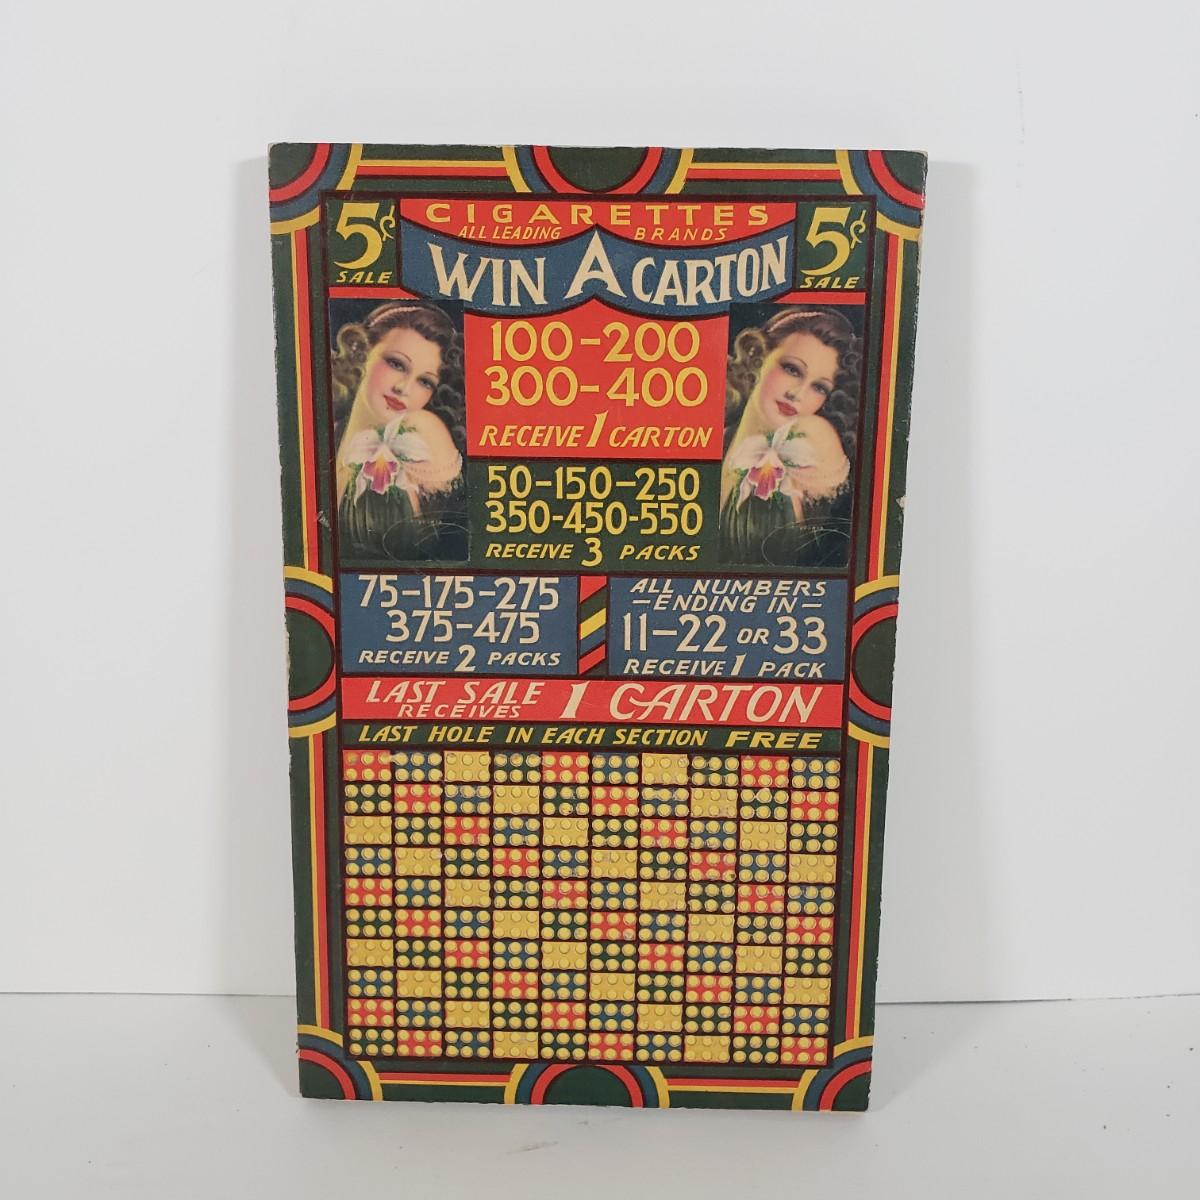 CIGARETTES
ALL LEADING BRANDS
5¢ SALE
WIN A CARTON
5¢ SALE
100-200
300-400
RECEIVE 1 CARTON
50-150-250
350-450-550
RECEIVE 3 PACKS
75-175-275
375-475
RECEIVE 2 PACKS
ALL NUMBERS
-ENDING IN-
11-22 OR 33
RECEIVE 1 PACK
LAST SALE RECEIVES 1 CARTON
LAST HOLE IN EACH SECTION FREE